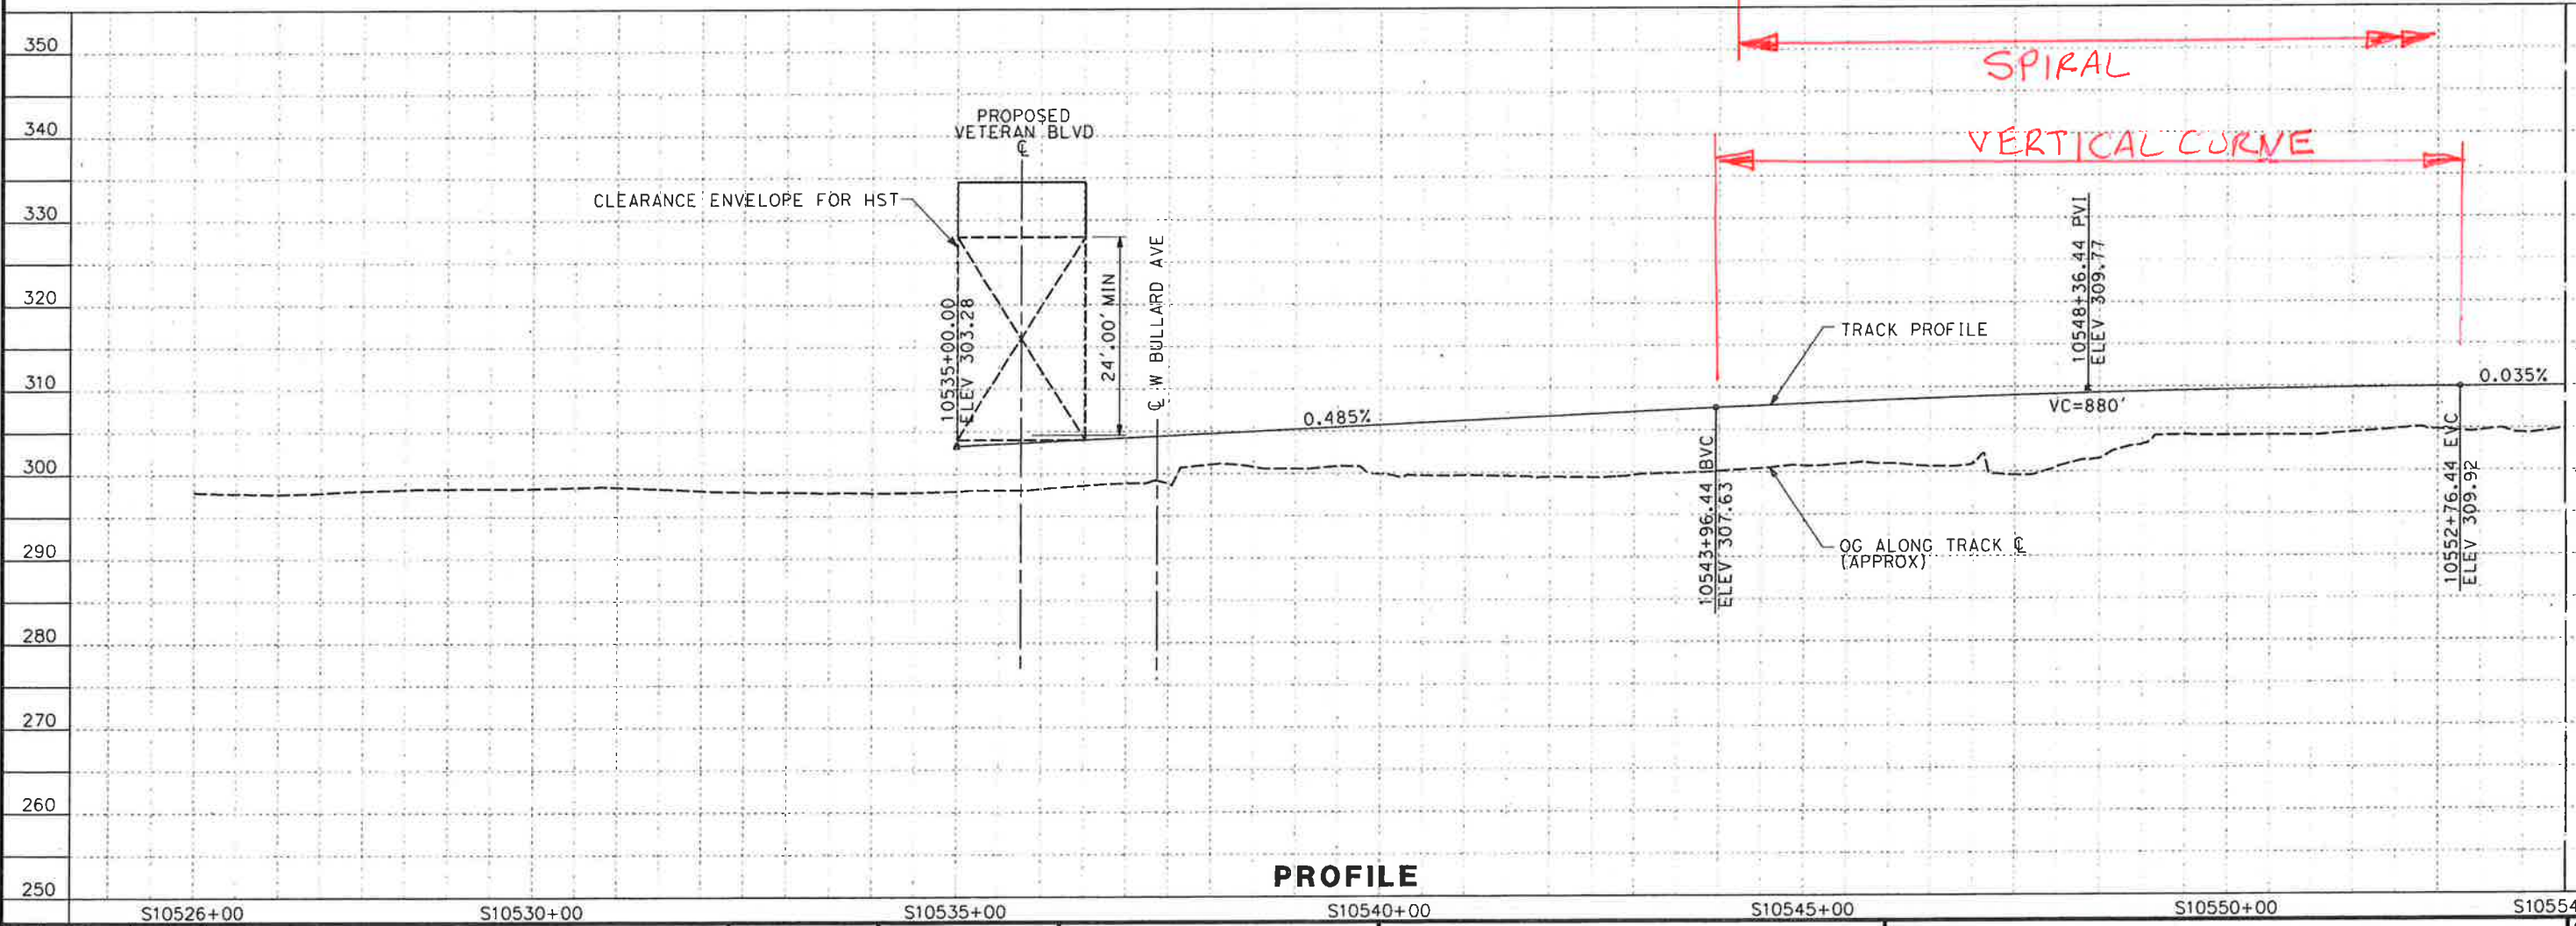 350
340
330
320
310
300
290
280
270
260
250
SPIRAL
VERTICAL CURVE
PROPOSED
VETERAN BLVD
℄
CLEARANCE ENVELOPE FOR HST
10535+00.00
ELEV 303.28
24'.00' MIN
℄ W BULLARD AVE
0.485%
TRACK PROFILE
10548+36.44 PVI
ELEV 309.77
VC=880'
0.035%
10543+96.44 BVC
ELEV 307.63
OG ALONG TRACK ℄
(APPROX)
10552+76.44 EVC
ELEV 309.92
PROFILE
S10526+00
S10530+00
S10535+00
S10540+00
S10545+00
S10550+00
S10554